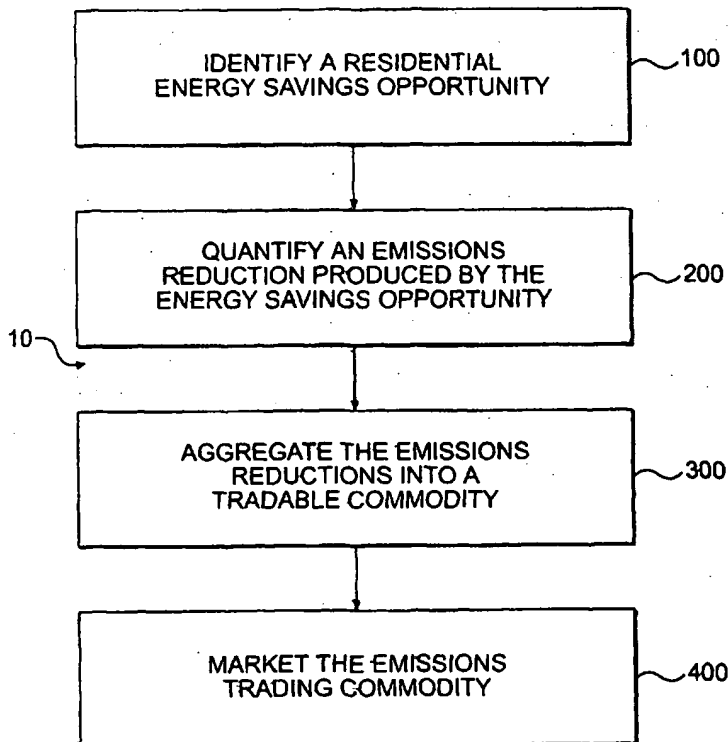 IDENTIFY A RESIDENTIAL
ENERGY SAVINGS OPPORTUNITY
100
QUANTIFY AN EMISSIONS
REDUCTION PRODUCED BY THE
ENERGY SAVINGS OPPORTUNITY
200
10
AGGREGATE THE EMISSIONS
REDUCTIONS INTO A
TRADABLE COMMODITY
300
MARKET THE EMISSIONS
TRADING COMMODITY
400